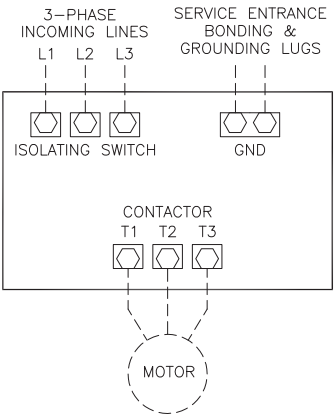 3-PHASE
INCOMING LINES
L1 L2 L3
SERVICE ENTRANCE
BONDING &
GROUNDING LUGS
ISOLATING SWITCH
GND
CONTACTOR
T1 T2 T3
MOTOR